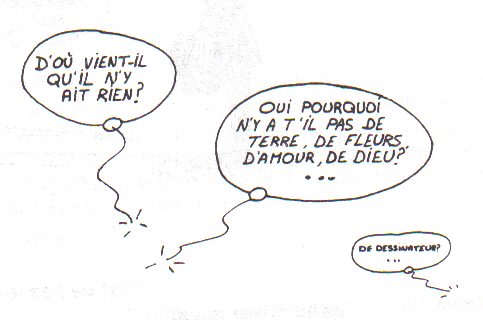 D'OÙ VIENT-IL
QU'IL N'Y
AIT RIEN?
OUI POURQUOI
N'Y A T'IL PAS DE
TERRE, DE FLEURS,
D'AMOUR, DE DIEU?
...
DE DESSINATEUR?
...